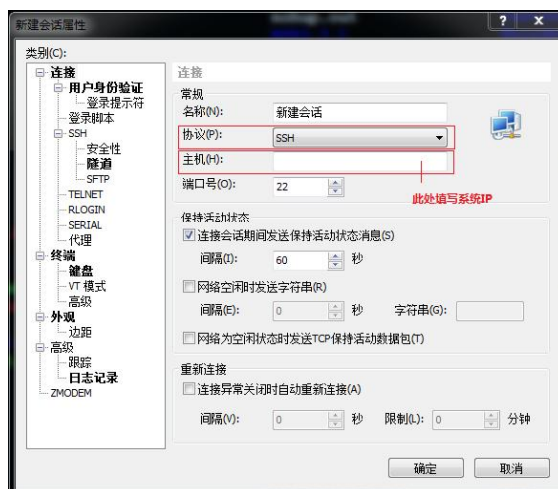 新建会话属性
类别(C):
连接
用户身份验证
登录提示符
登录脚本
SSH
安全性
隧道
SFTP
TELNET
RLOGIN
SERIAL
代理
终端
键盘
VT 模式
高级
外观
边距
高级
跟踪
日志记录
ZMODEM
连接
常规
名称(N): 新建会话
协议(P): SSH
主机(H):
端口号(O): 22
此处填写系统IP
保持活动状态
连接会话期间发送保持活动状态消息(S)
间隔(I): 60 秒
网络空闲时发送字符串(R)
间隔(E): 0 秒 字符串(G):
网络为空闲状态时发送TCP保持活动数据包(T)
重新连接
连接异常关闭时自动重新连接(A)
间隔(V): 0 秒 限制(L): 0 分钟
确定 取消